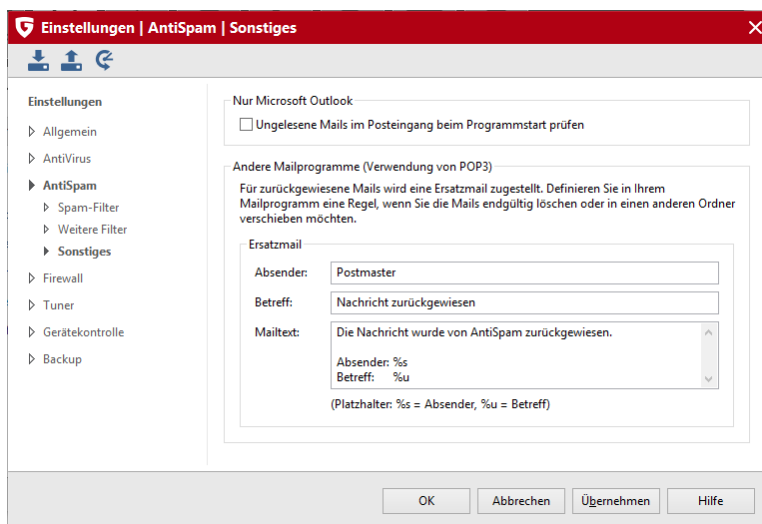 Einstellungen | AntiSpam | Sonstiges
Einstellungen
Allgemein
AntiVirus
AntiSpam
Spam-Filter
Weitere Filter
Sonstiges
Firewall
Tuner
Gerätekontrolle
Backup
Nur Microsoft Outlook
Ungelesene Mails im Posteingang beim Programmstart prüfen
Andere Mailprogramme (Verwendung von POP3)
Für zurückgewiesene Mails wird eine Ersatzmail zugestellt. Definieren Sie in Ihrem
Mailprogramm eine Regel, wenn Sie die Mails endgültig löschen oder in einen anderen Ordner
verschieben möchten.
Ersatzmail
Absender: Postmaster
Betreff: Nachricht zurückgewiesen
Mailtext: Die Nachricht wurde von AntiSpam zurückgewiesen.
Absender: %s
Betreff: %u
(Platzhalter: %s = Absender, %u = Betreff)
OK Abbrechen Übernehmen Hilfe